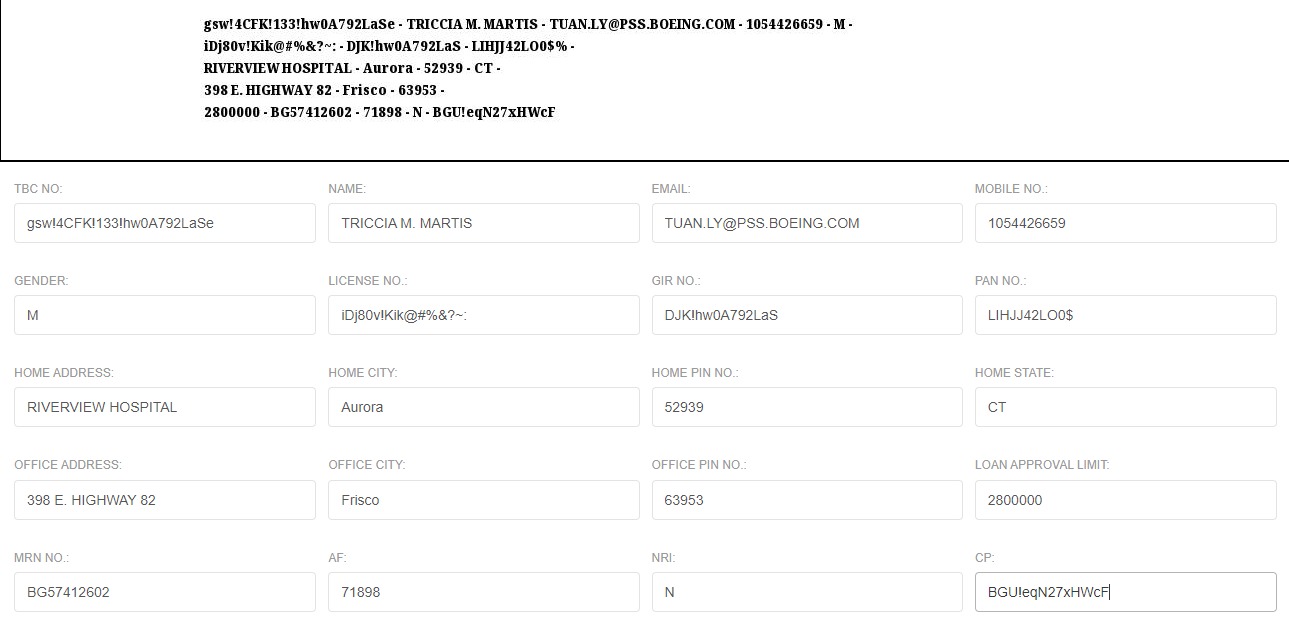 gsw!4CFK!133!hw0A792LaSe - TRICCIA M. MARTIS - TUAN.LY@PSS.BOEING.COM - 1054426659 - M -
iDj80v!Kik@#%&?~: - DJK!hw0A792LaS - LIHJJ42LO0$% -
RIVERVIEW HOSPITAL - Aurora - 52939 - CT -
398 E. HIGHWAY 82 - Frisco - 63953 -
2800000 - BG57412602 - 71898 - N - BGU!eqN27xHWcF
TBC NO: NAME: EMAIL: MOBILE NO.:
gsw!4CFK!133!hw0A792LaSe TRICCIA M. MARTIS TUAN.LY@PSS.BOEING.COM 1054426659
GENDER: LICENSE NO.: GIR NO.: PAN NO.:
M iDj80v!Kik@#%&?~: DJK!hw0A792LaS LIHJJ42LO0$
HOME ADDRESS: HOME CITY: HOME PIN NO.: HOME STATE:
RIVERVIEW HOSPITAL Aurora 52939 CT
OFFICE ADDRESS: OFFICE CITY: OFFICE PIN NO.: LOAN APPROVAL LIMIT:
398 E. HIGHWAY 82 Frisco 63953 2800000
MRN NO.: AF: NRI: CP:
BG57412602 71898 N BGU!eqN27xHWcF